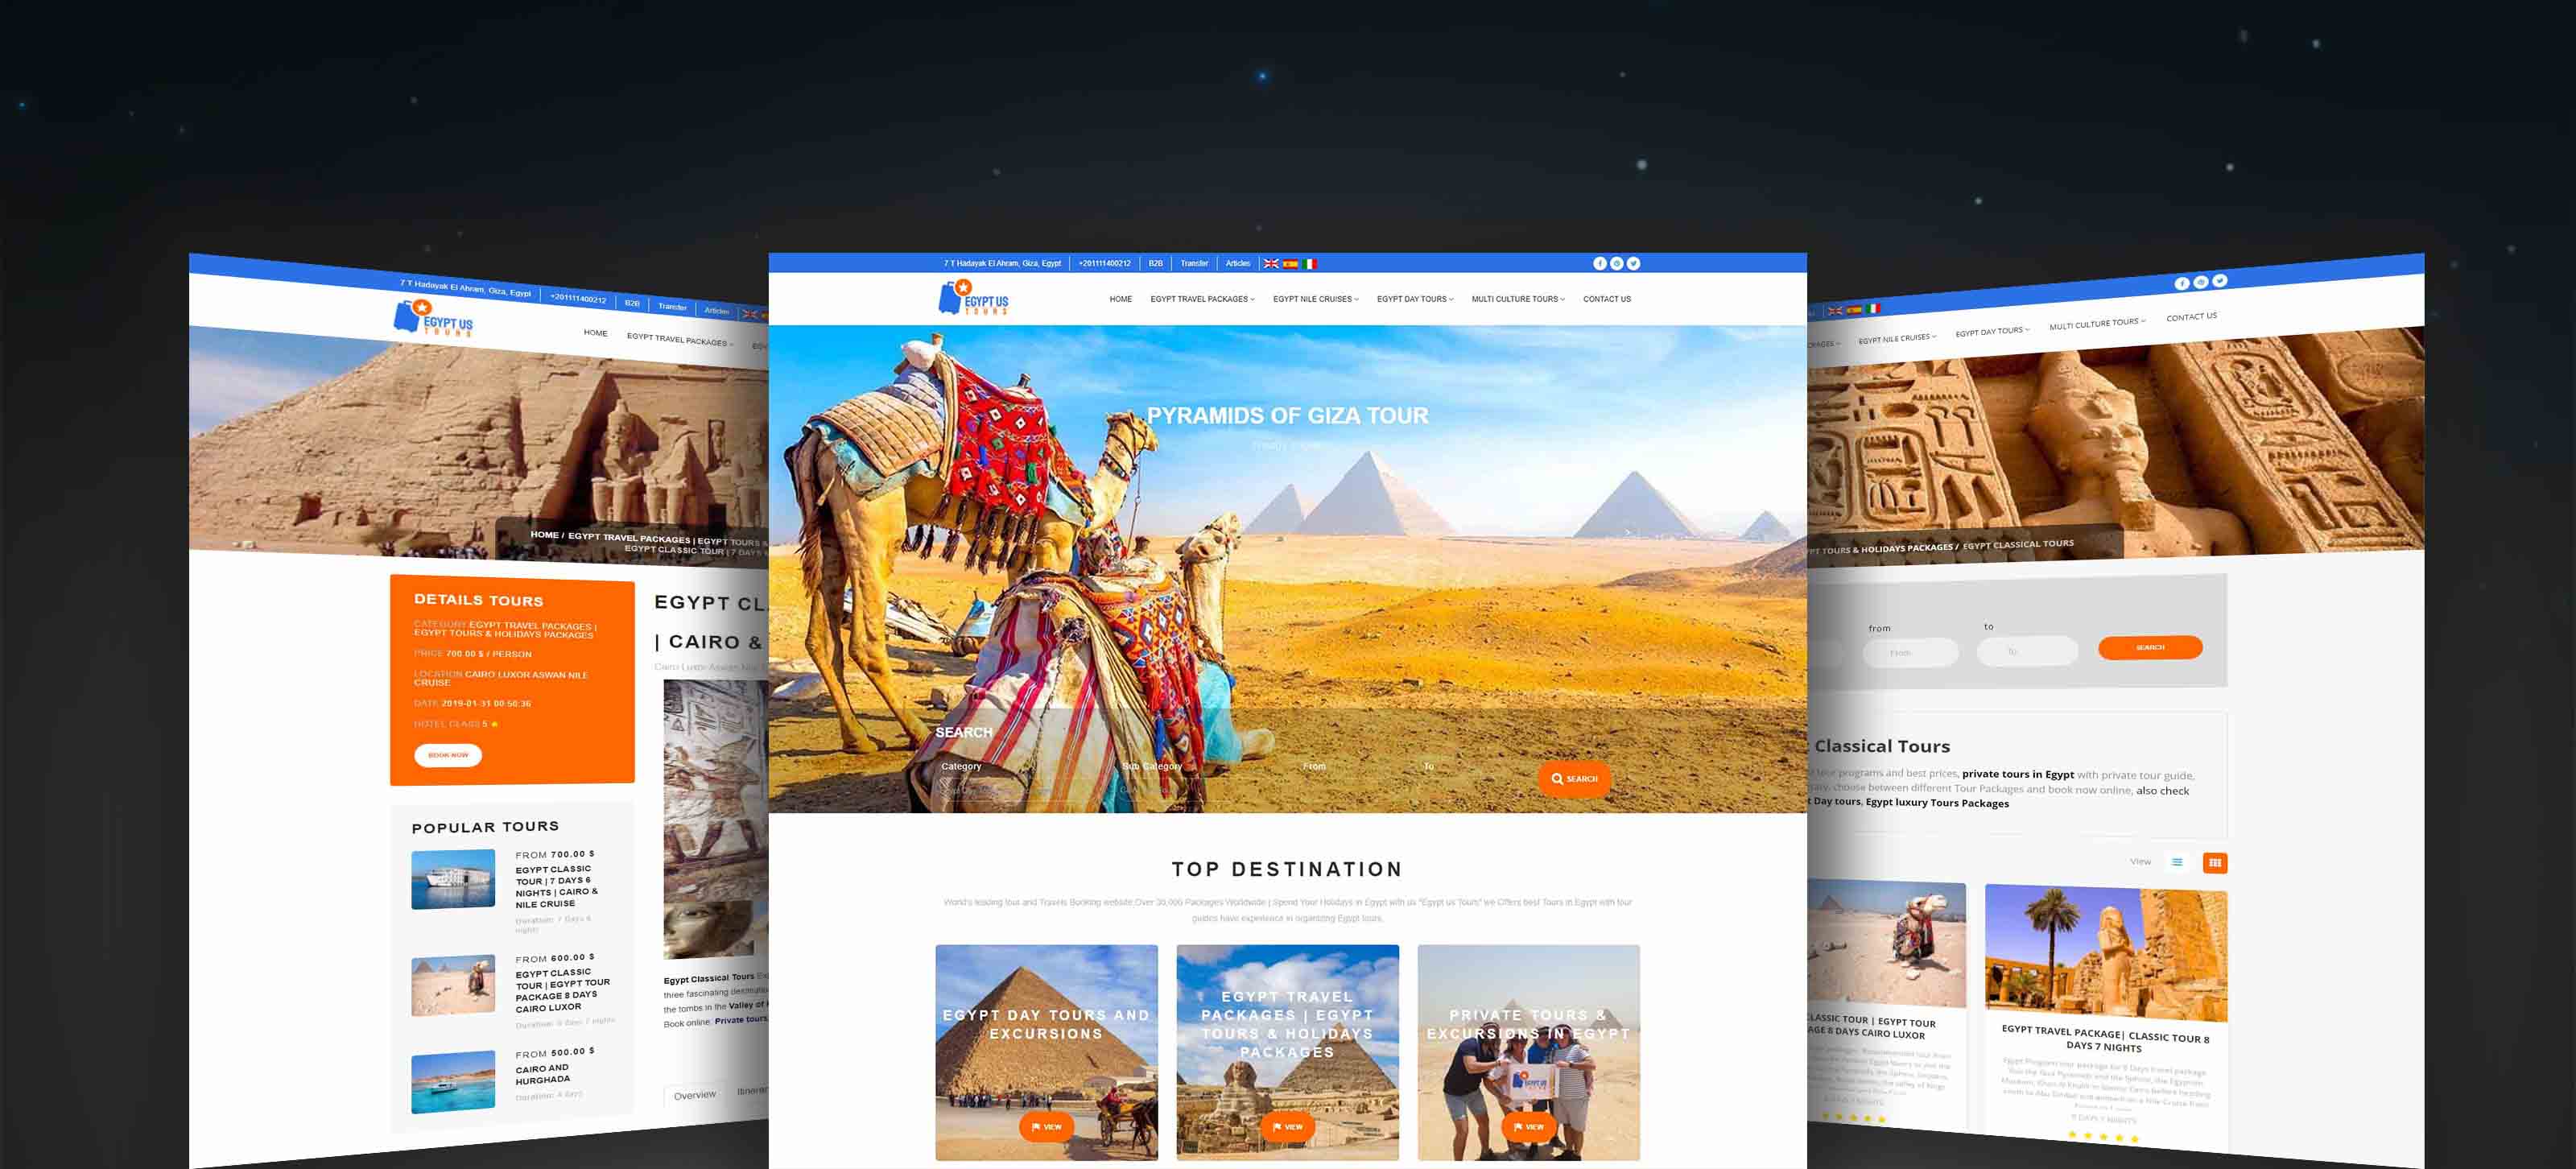 7 T Hadayak El Ahram, Giza, Egypt
+201111400212
B2B
Transfer
Articles
EGYPT US
TOURS
HOME
EGYPT TRAVEL PACKAGES
HOME / EGYPT TRAVEL PACKAGES | EGYPT TOURS &
EGYPT CLASSIC TOUR | 7 DAYS
DETAILS TOURS
CATEGORY EGYPT TRAVEL PACKAGES |
EGYPT TOURS & HOLIDAYS PACKAGES
PRICE 700.00 $ / PERSON
LOCATION CAIRO LUXOR ASWAN NILE
CRUISE
DATE 2019-01-31 00:50:36
HOTEL CLASS 5
BOOK NOW
POPULAR TOURS
FROM 700.00 $
EGYPT CLASSIC
TOUR | 7 DAYS 6
NIGHTS | CAIRO &
NILE CRUISE
Duration: 7 Days 6
nights
FROM 600.00 $
EGYPT CLASSIC
TOUR | EGYPT TOUR
PACKAGE 8 DAYS
CAIRO LUXOR
FROM 500.00 $
CAIRO AND
HURGHADA
EGYPT CL
| CAIRO &
Cairo Luxor Aswan Nile
Egypt Classical Tours
three fascinating
the tombs in the Valley of
Book online. Private tours
Overview
7 T Hadayak El Ahram, Giza, Egypt
+201111400212
B2B
Transfer
Articles
EGYPT US
TOURS
HOME
EGYPT TRAVEL PACKAGES
EGYPT NILE CRUISES
EGYPT DAY TOURS
MULTI CULTURE TOURS
CONTACT US
PYRAMIDS OF GIZA TOUR
SEARCH
Category
Sub Category
From
To
SEARCH
TOP DESTINATION
World's leading tour and Travels Booking website,Over 30,000 Packages Worldwide | Spend Your Holidays in Egypt with us "Egypt us Tours" we Offers best Tours in Egypt with tour
guides have experience in organizing Egypt tours.
EGYPT DAY TOURS AND
EXCURSIONS
VIEW
EGYPT TRAVEL
PACKAGES | EGYPT
TOURS & HOLIDAYS
PACKAGES
VIEW
PRIVATE TOURS &
EXCURSIONS IN EGYPT
EGYPT US
VIEW
EGYPT NILE CRUISES
EGYPT DAY TOURS
MULTI CULTURE TOURS
CONTACT US
TOURS & HOLIDAYS PACKAGES / EGYPT CLASSICAL TOURS
from
to
From
To
SEARCH
Classical Tours
programs and best prices, private tours in Egypt with private tour guide,
choose between different Tour Packages and book now online, also check
Day tours, Egypt luxury Tours Packages
View
CLASSIC TOUR | EGYPT TOUR
8 DAYS CAIRO LUXOR
EGYPT TRAVEL PACKAGE| CLASSIC TOUR 8
DAYS 7 NIGHTS